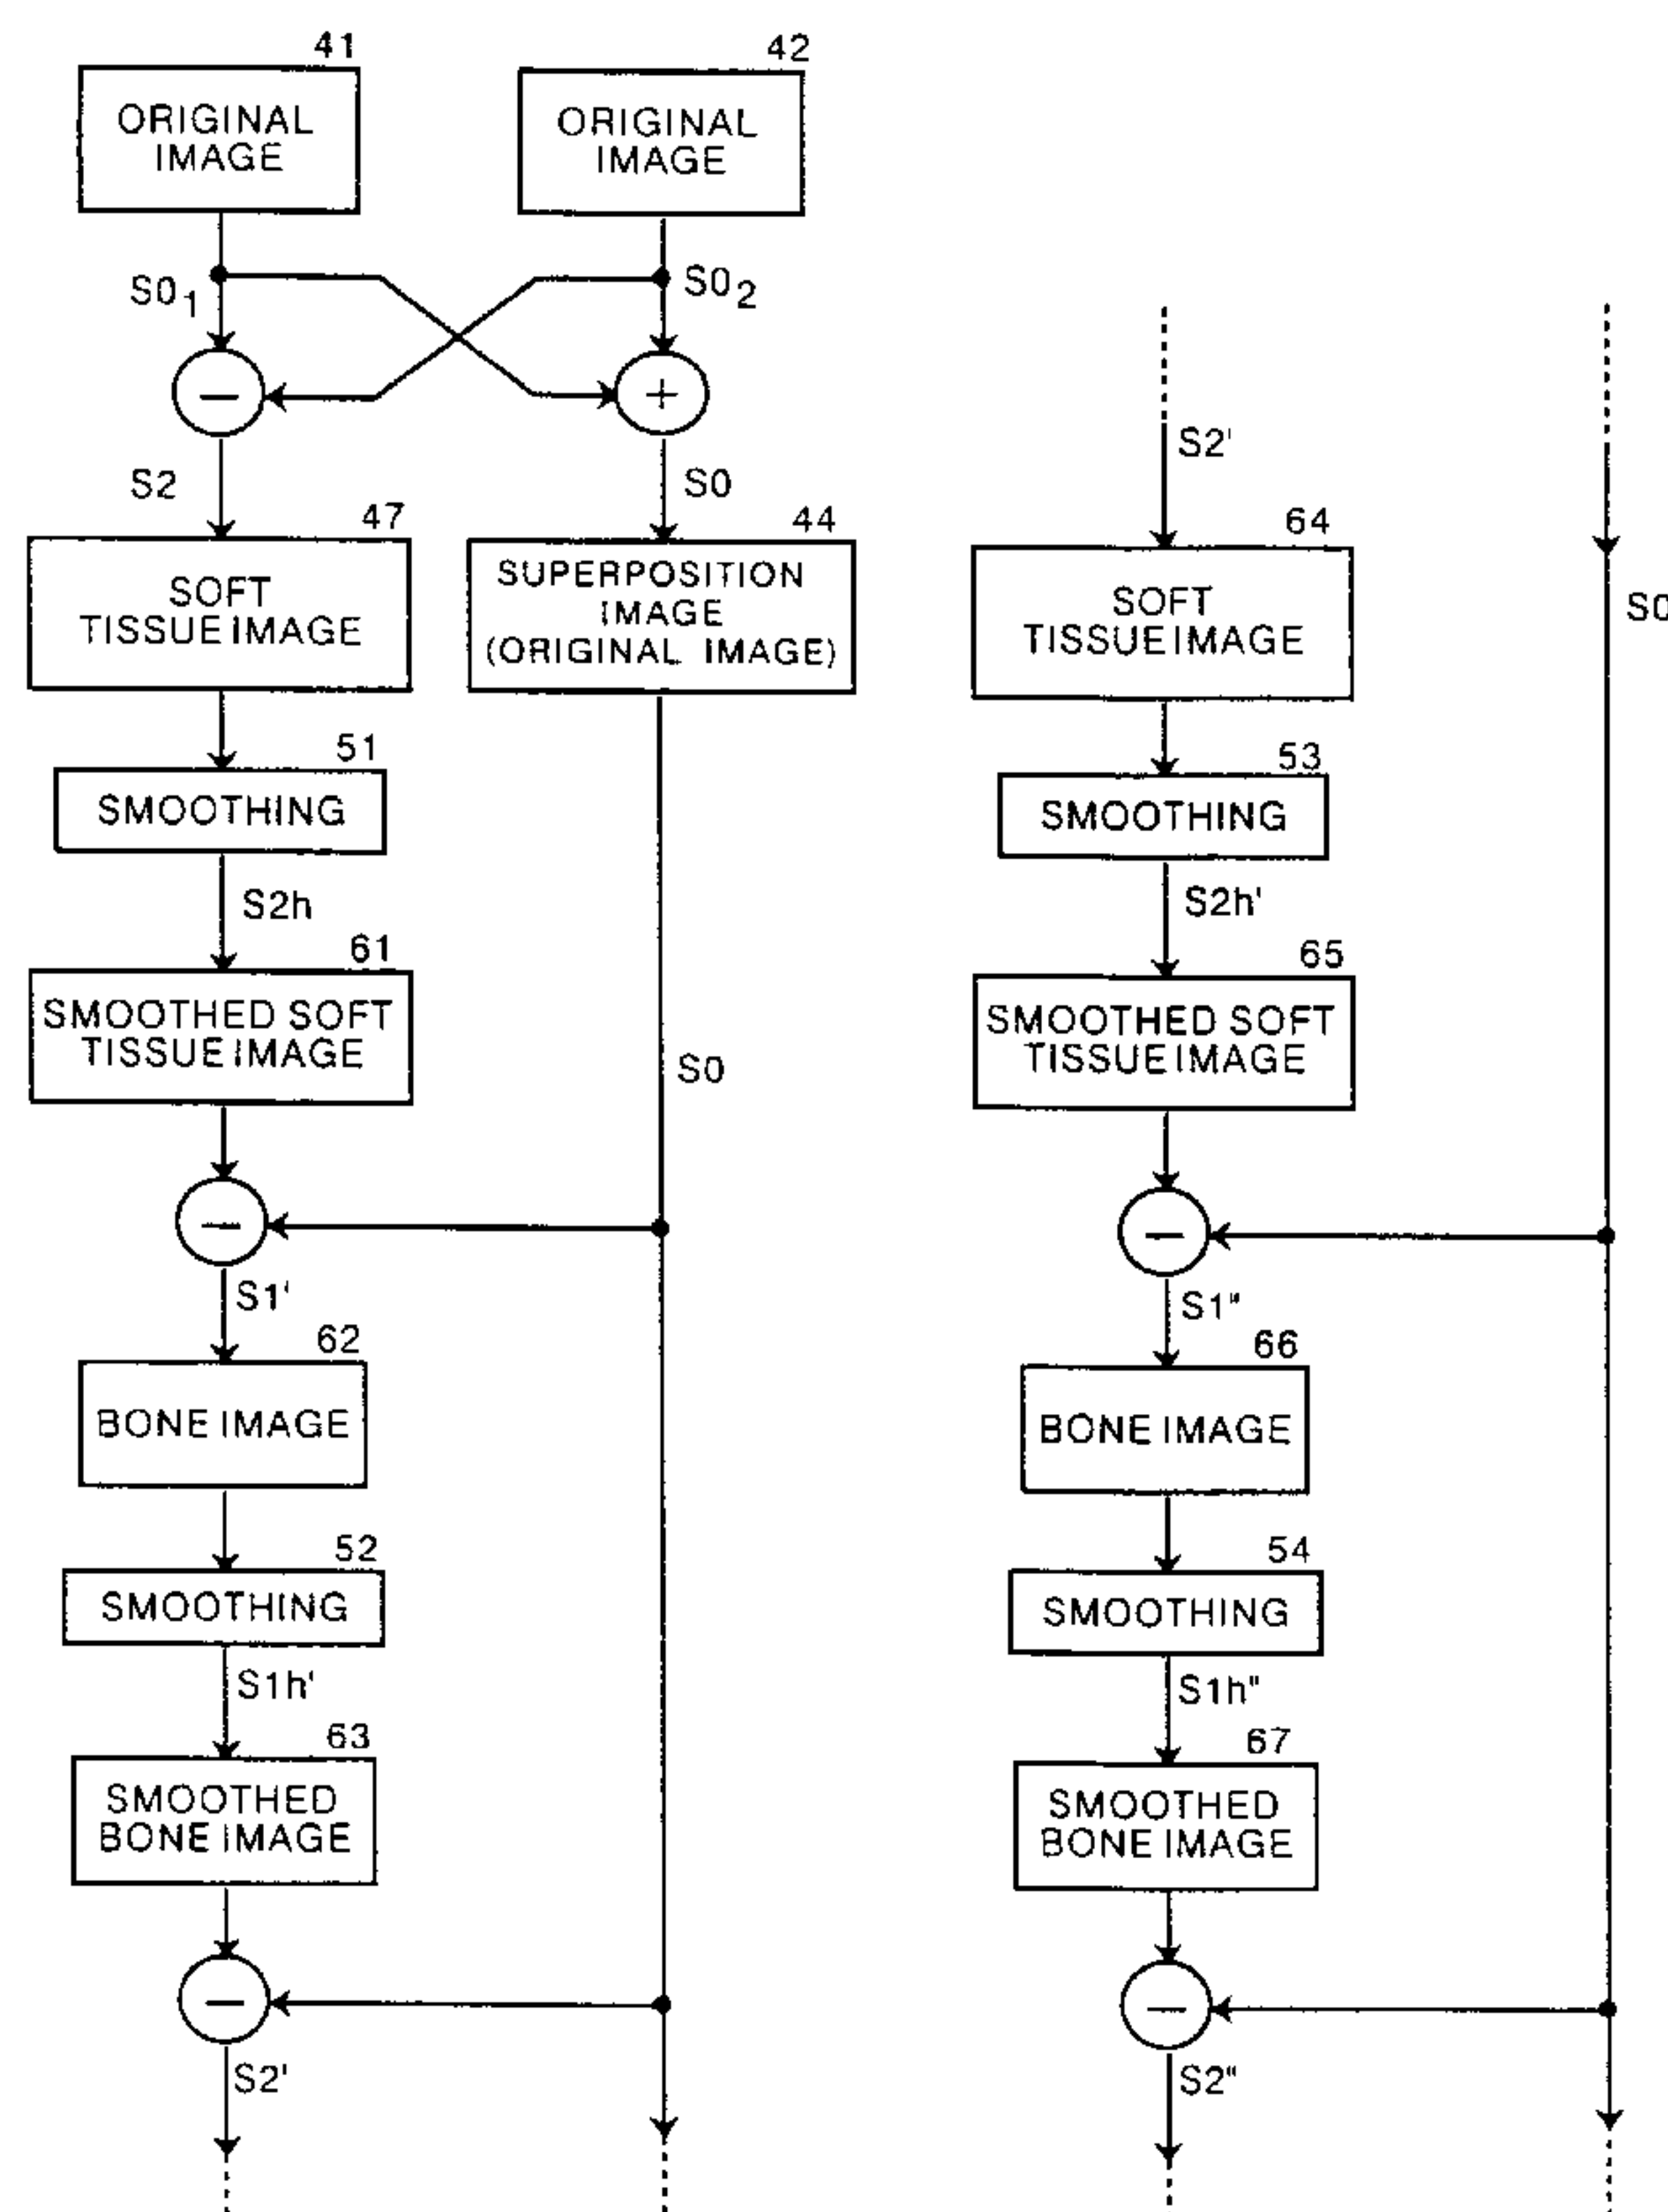 41
ORIGINAL
IMAGE
42
ORIGINAL
IMAGE
S0₁
S0₂
−
+
S2
S0
47
SOFT
TISSUE IMAGE
44
SUPERPOSITION
IMAGE
(ORIGINAL IMAGE)
51
SMOOTHING
S2h
61
SMOOTHED SOFT
TISSUE IMAGE
S0
−
S1'
62
BONE IMAGE
52
SMOOTHING
S1h'
63
SMOOTHED
BONE IMAGE
−
S2'
S2'
64
SOFT
TISSUE IMAGE
S0
53
SMOOTHING
S2h'
65
SMOOTHED SOFT
TISSUE IMAGE
−
S1"
66
BONE IMAGE
54
SMOOTHING
S1h"
67
SMOOTHED
BONE IMAGE
−
S2"